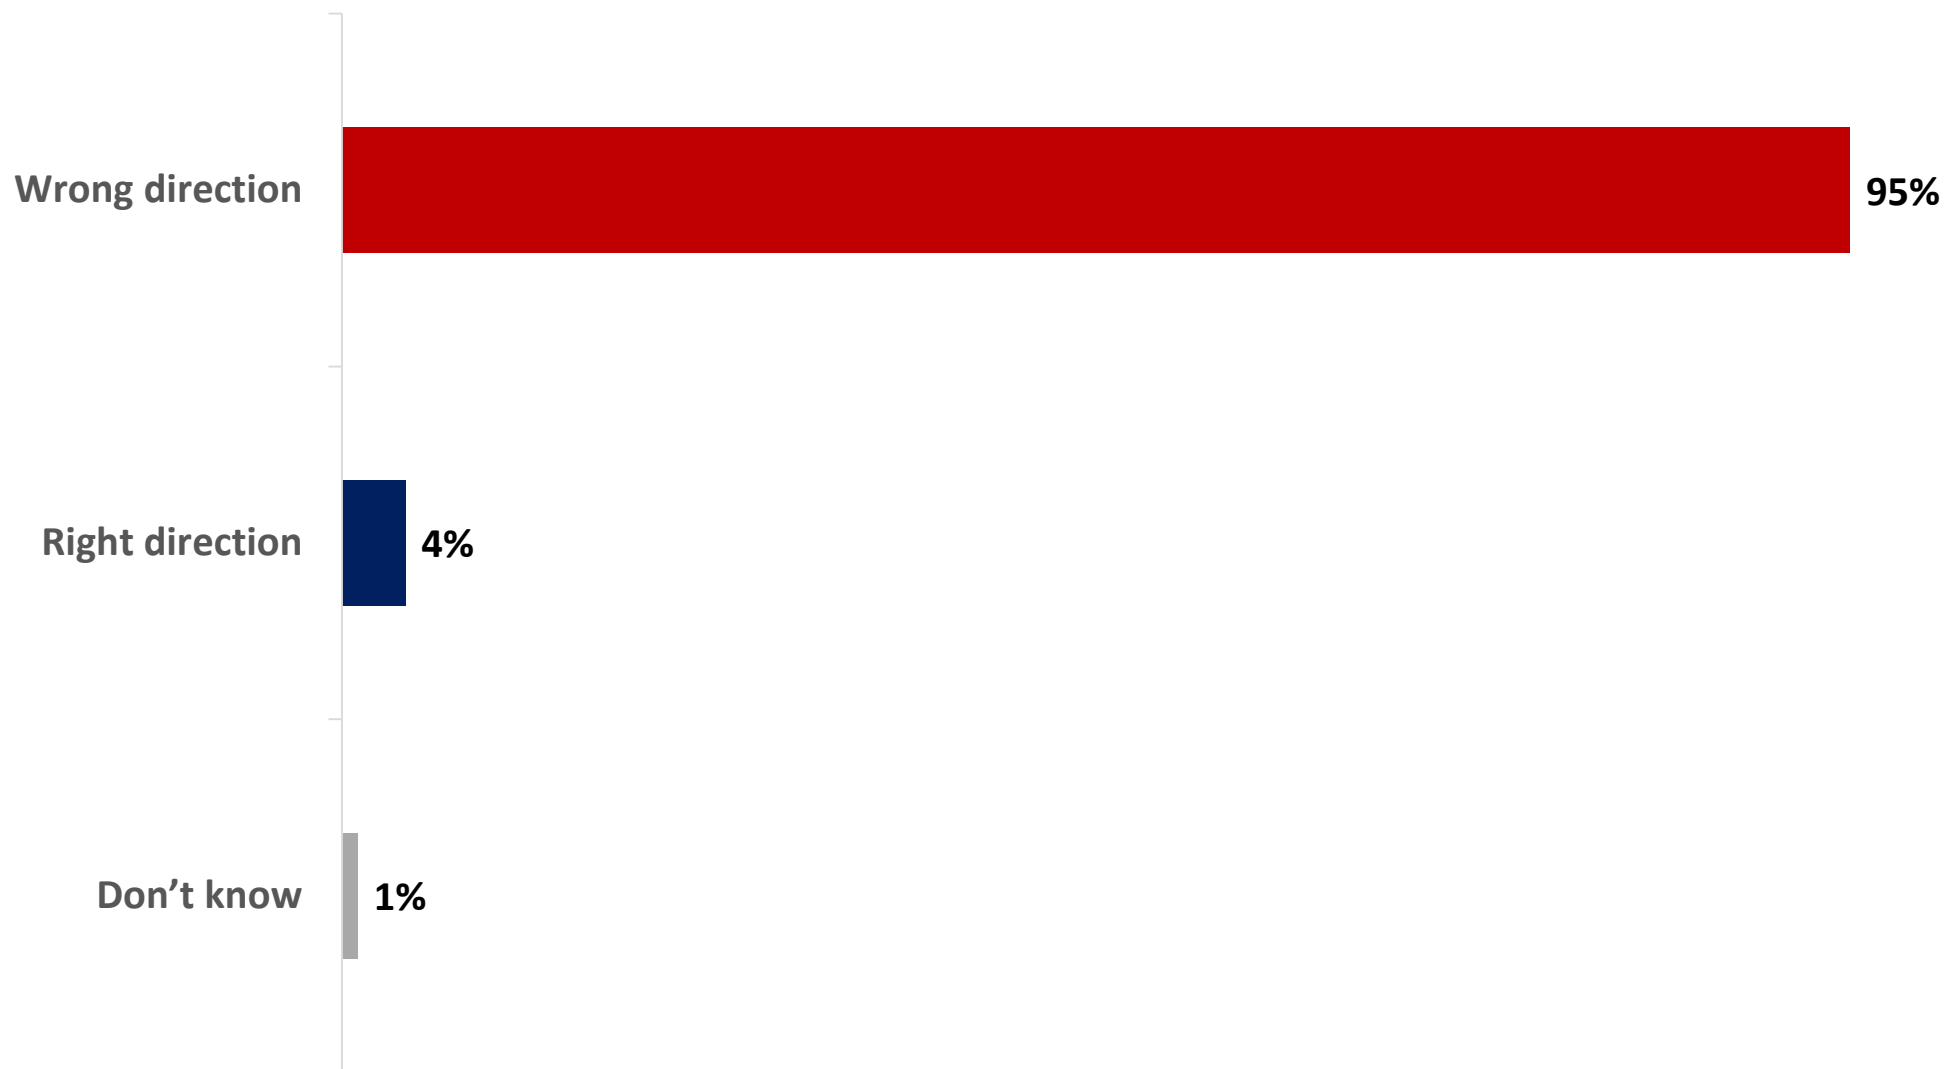 Wrong direction 95%
Right direction 4%
Don’t know 1%